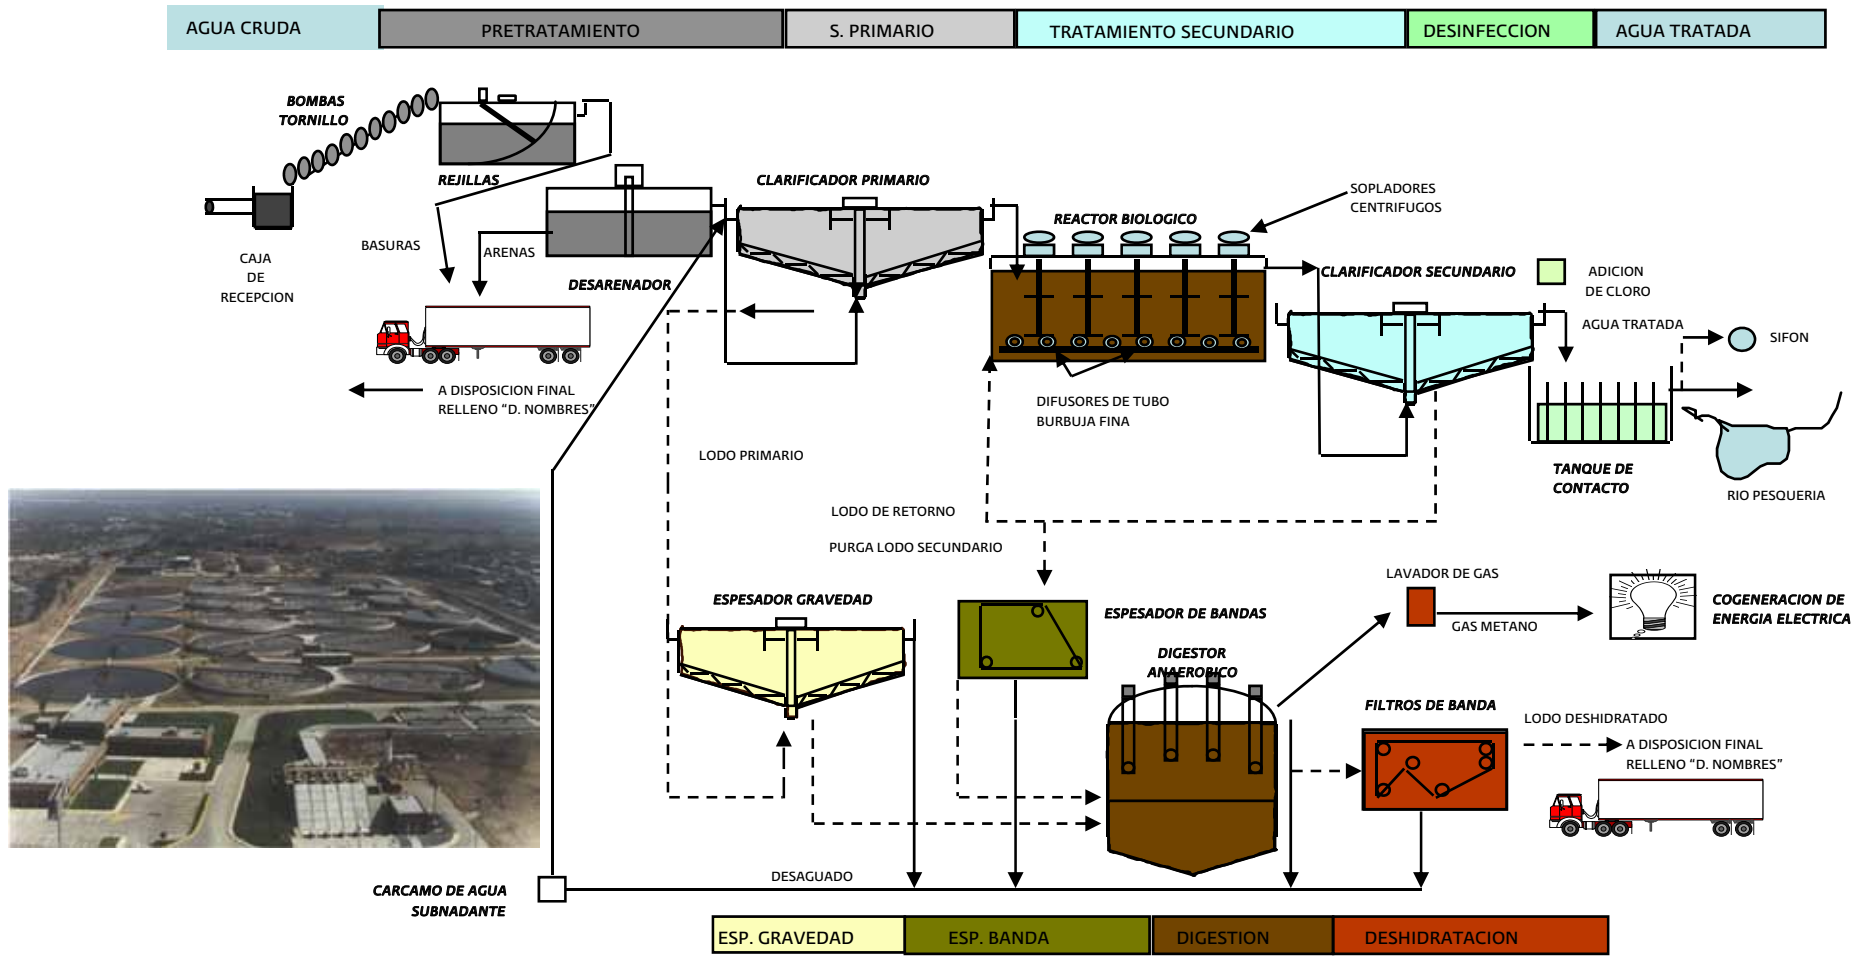 AGUA CRUDA
PRETRATAMIENTO
S. PRIMARIO
TRATAMIENTO SECUNDARIO
DESINFECCION
AGUA TRATADA
BOMBAS
TORNILLO
REJILLAS
CLARIFICADOR PRIMARIO
SOPLADORES
CENTRIFUGOS
REACTOR BIOLOGICO
BASURAS
ARENAS
CAJA
DE
RECEPCION
DESARENADOR
CLARIFICADOR SECUNDARIO
ADICION
DE CLORO
AGUA TRATADA
SIFON
A DISPOSICION FINAL
RELLENO “D. NOMBRES”
DIFUSORES DE TUBO
BURBUJA FINA
LODO PRIMARIO
TANQUE DE
CONTACTO
RIO PESQUERIA
LODO DE RETORNO
PURGA LODO SECUNDARIO
LAVADOR DE GAS
ESPESADOR GRAVEDAD
ESPESADOR DE BANDAS
GAS METANO
COGENERACION DE
ENERGIA ELECTRICA
DIGESTOR
ANAEROBICO
FILTROS DE BANDA
LODO DESHIDRATADO
A DISPOSICION FINAL
RELLENO “D. NOMBRES”
DESAGUADO
CARCAMO DE AGUA
SUBNADANTE
ESP. GRAVEDAD
ESP. BANDA
DIGESTION
DESHIDRATACION